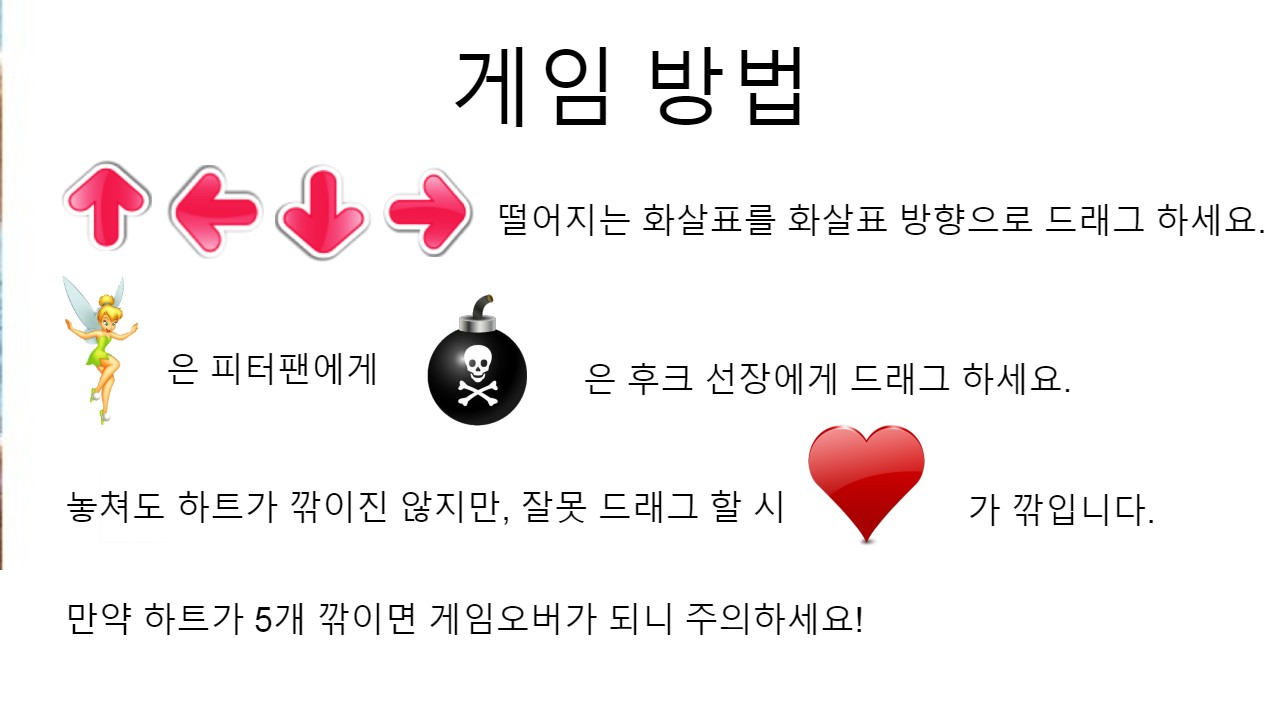 게임 방법
떨어지는 화살표를 화살표 방향으로 드래그 하세요.
은 피터팬에게 은 후크 선장에게 드래그 하세요.
놓쳐도 하트가 깎이진 않지만, 잘못 드래그 할 시 가 깎입니다.
만약 하트가 5개 깎이면 게임오버가 되니 주의하세요!